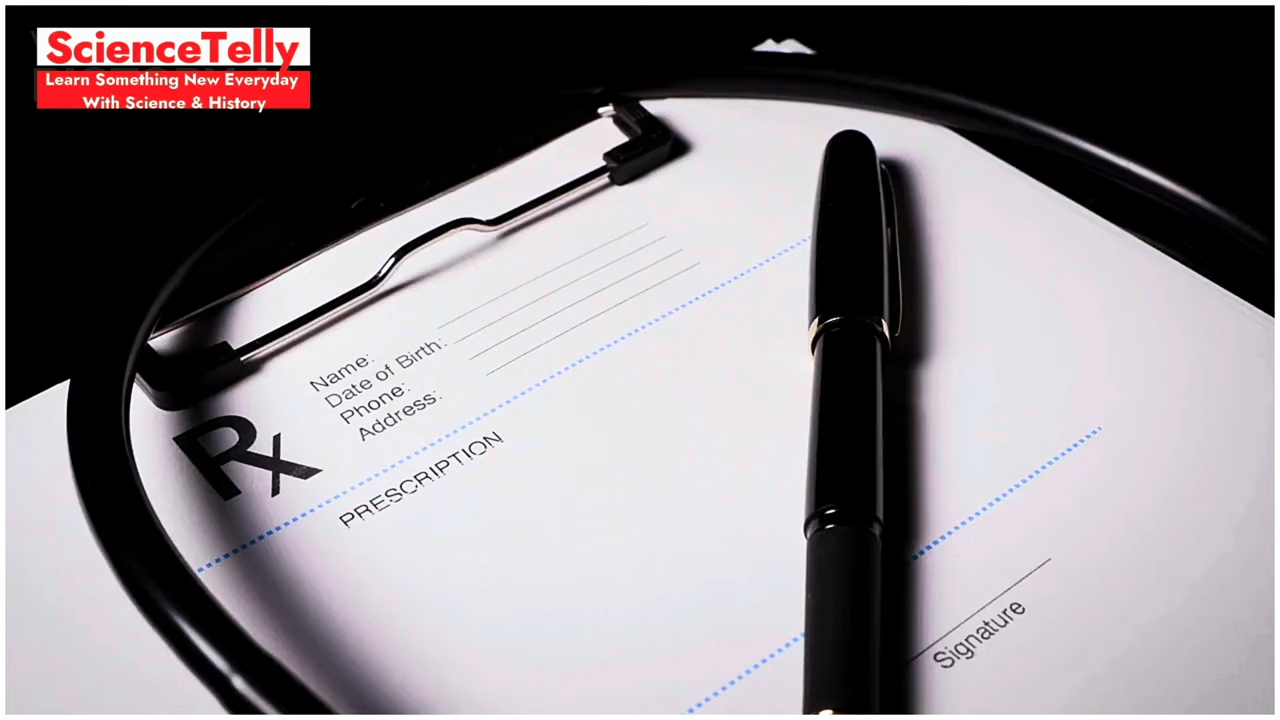 ScienceTelly
Learn Something New Everyday
With Science & History
Name:
Date of Birth:
Phone:
Address:
Rx
PRESCRIPTION
Signature